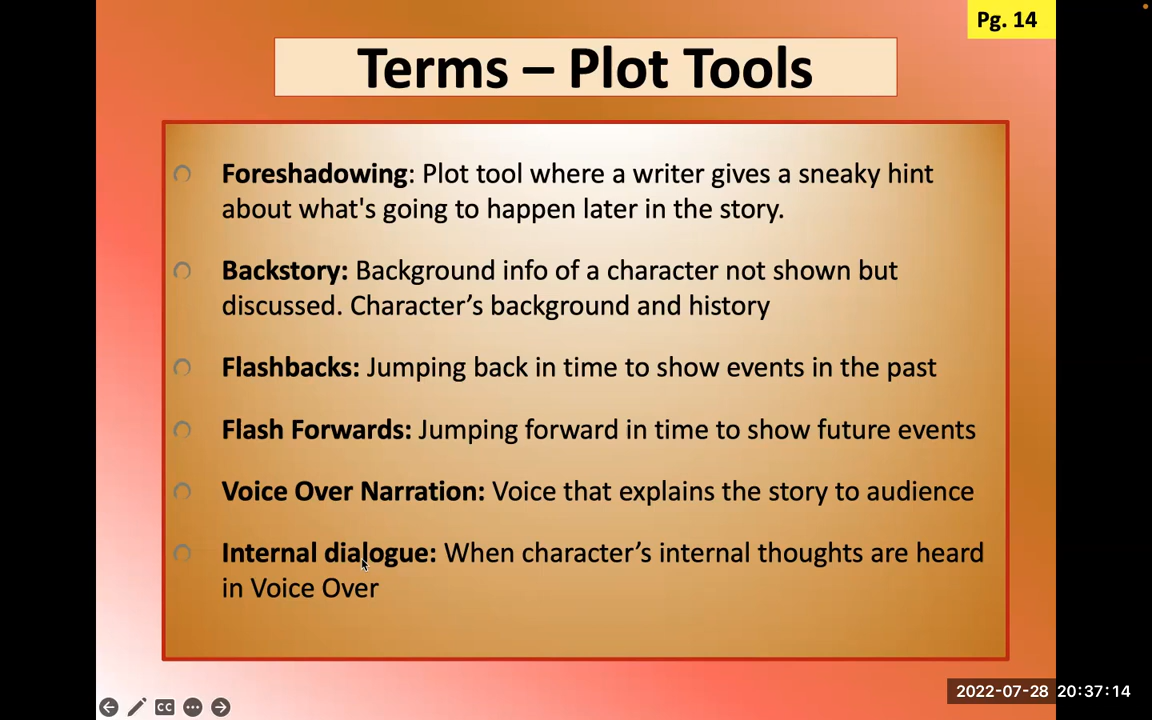 Pg. 14
Terms – Plot Tools
Foreshadowing: Plot tool where a writer gives a sneaky hint
about what's going to happen later in the story.
Backstory: Background info of a character not shown but
discussed. Character’s background and history
Flashbacks: Jumping back in time to show events in the past
Flash Forwards: Jumping forward in time to show future events
Voice Over Narration: Voice that explains the story to audience
Internal dialogue: When character’s internal thoughts are heard
in Voice Over
CC
2022-07-28 20:37:14